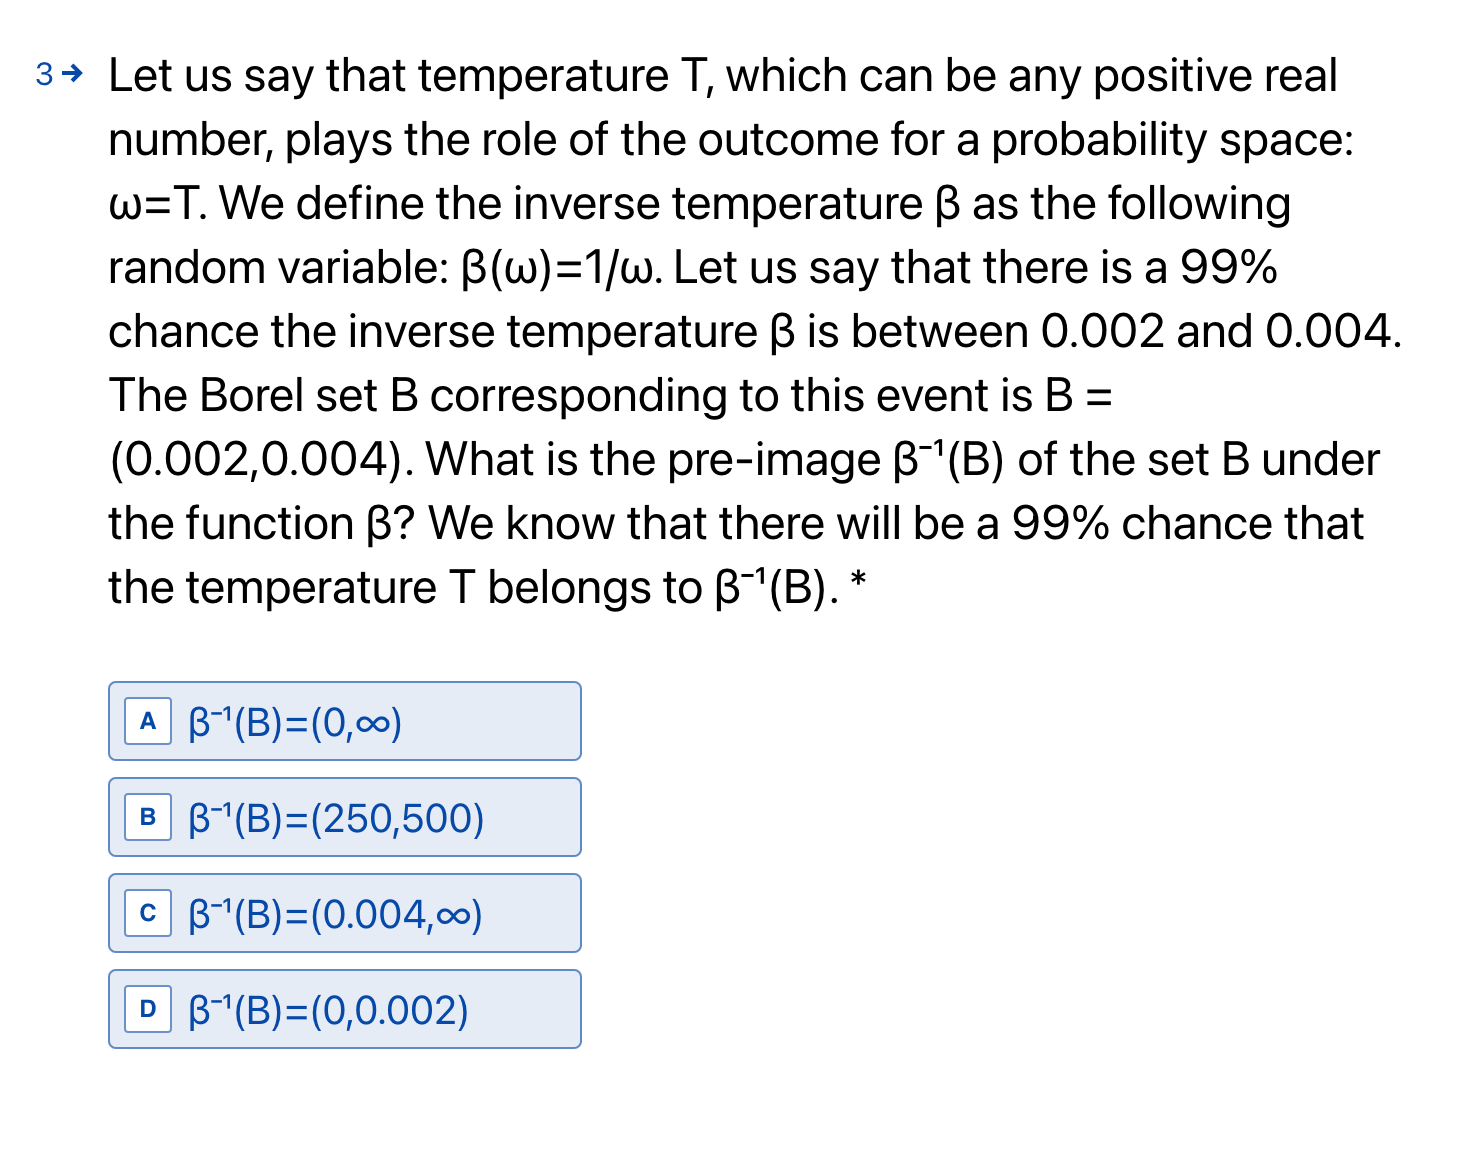 3→ Let us say that temperature T, which can be any positive real
number, plays the role of the outcome for a probability space:
ω=T. We define the inverse temperature β as the following
random variable: β(ω)=1/ω. Let us say that there is a 99%
chance the inverse temperature β is between 0.002 and 0.004.
The Borel set B corresponding to this event is B =
(0.002,0.004). What is the pre-image β⁻¹(B) of the set B under
the function β? We know that there will be a 99% chance that
the temperature T belongs to β⁻¹(B). *
A β⁻¹(B)=(0,∞)
B β⁻¹(B)=(250,500)
C β⁻¹(B)=(0.004,∞)
D β⁻¹(B)=(0,0.002)